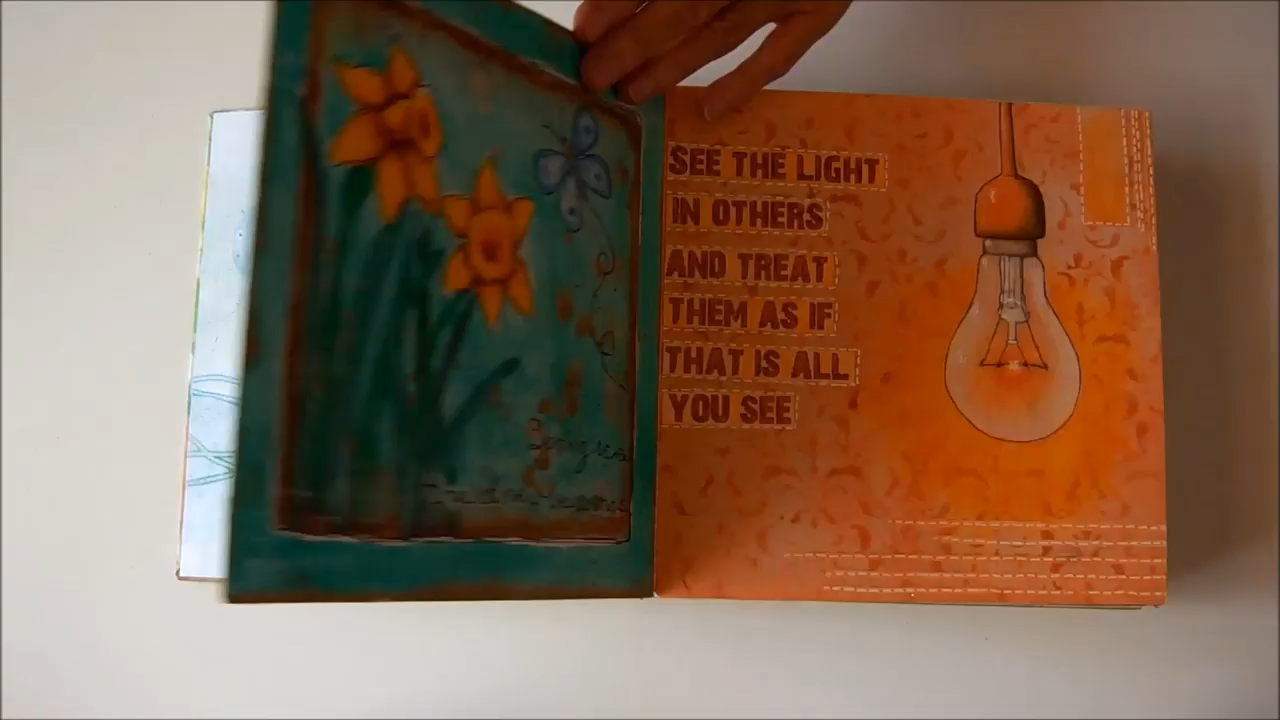 SEE THE LIGHT
IN OTHERS
AND TREAT
THEM AS IF
THAT IS ALL
YOU SEE